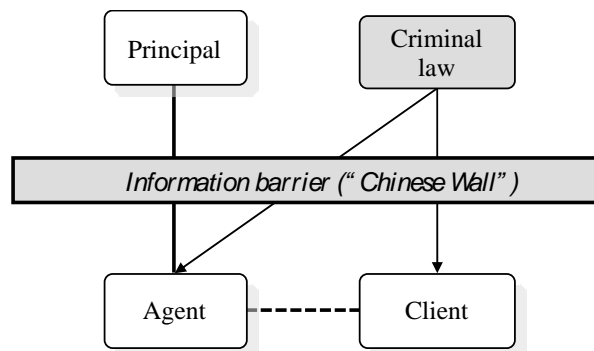 Principal
Criminal
law
Information barrier (“ Chinese Wall” )
Agent
Client